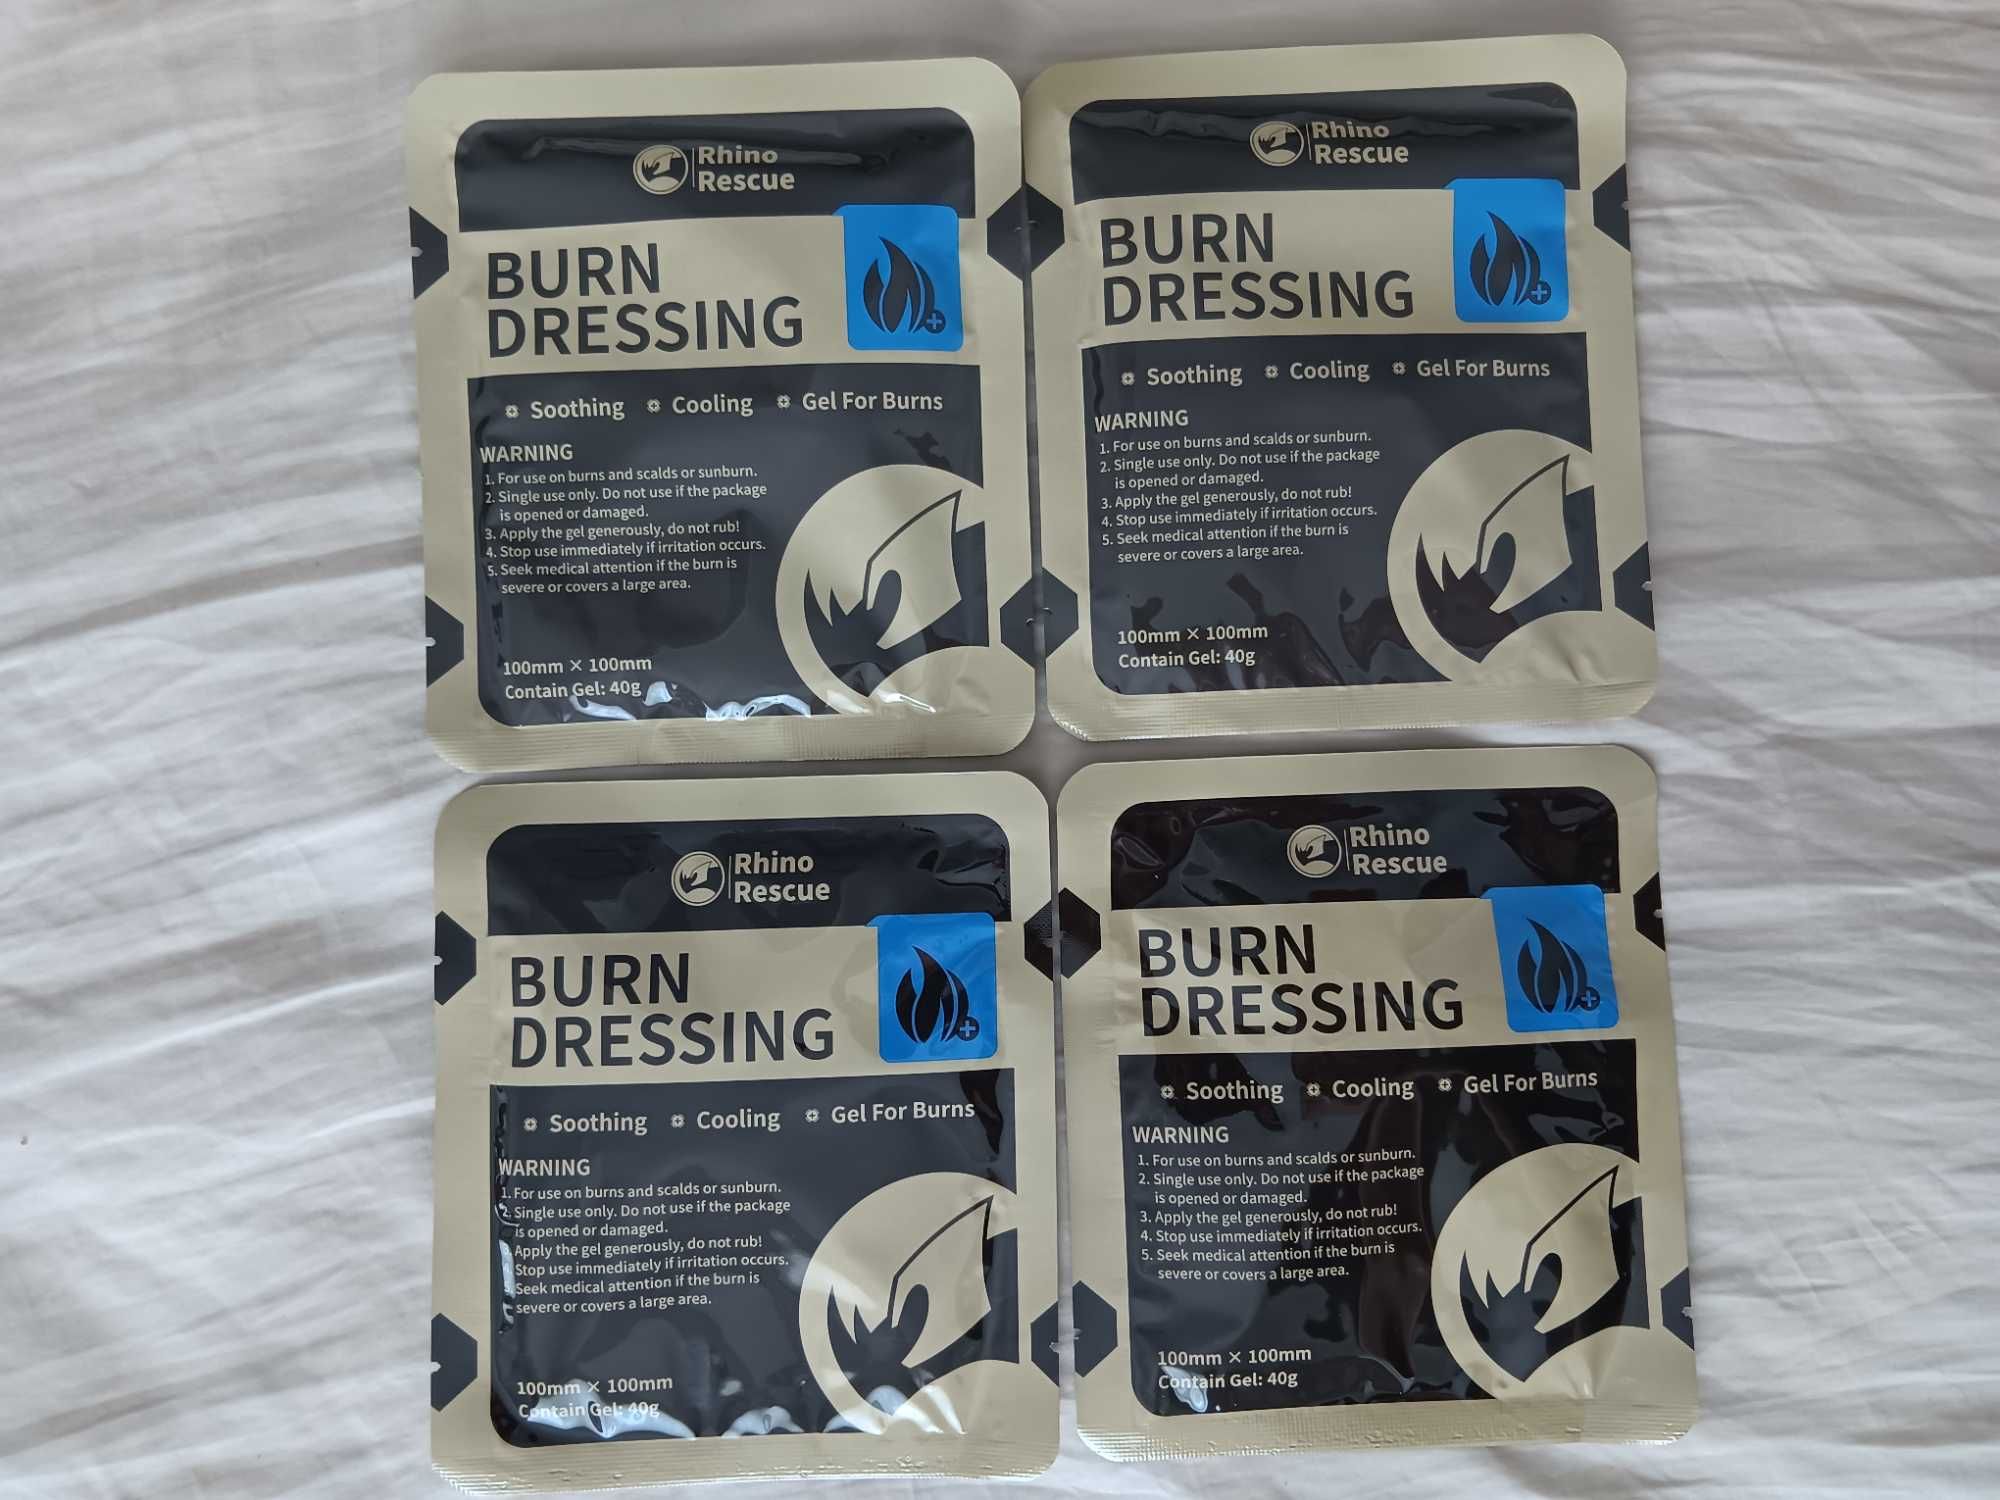 Rhino
Rescue
BURN
DRESSING
Soothing Cooling Gel For Burns
WARNING
1. For use on burns and scalds or sunburn.
2. Single use only. Do not use if the package
is opened or damaged.
3. Apply the gel generously, do not rub!
4. Stop use immediately if irritation occurs.
5. Seek medical attention if the burn is
severe or covers a large area.
100mm × 100mm
Contain Gel: 40g
Rhino
Rescue
BURN
DRESSING
Soothing Cooling Gel For Burns
WARNING
1. For use on burns and scalds or sunburn.
2. Single use only. Do not use if the package
is opened or damaged.
3. Apply the gel generously, do not rub!
4. Stop use immediately if irritation occurs.
5. Seek medical attention if the burn is
severe or covers a large area.
100mm × 100mm
Contain Gel: 40g
Rhino
Rescue
BURN
DRESSING
Soothing Cooling Gel For Burns
WARNING
1. For use on burns and scalds or sunburn.
2. Single use only. Do not use if the package
is opened or damaged.
3. Apply the gel generously, do not rub!
4. Stop use immediately if irritation occurs.
5. Seek medical attention if the burn is
severe or covers a large area.
100mm × 100mm
Contain Gel: 40g
Rhino
Rescue
BURN
DRESSING
Soothing Cooling Gel For Burns
WARNING
1. For use on burns and scalds or sunburn.
2. Single use only. Do not use if the package
is opened or damaged.
3. Apply the gel generously, do not rub!
4. Stop use immediately if irritation occurs.
5. Seek medical attention if the burn is
severe or covers a large area.
100mm × 100mm
Contain Gel: 40g